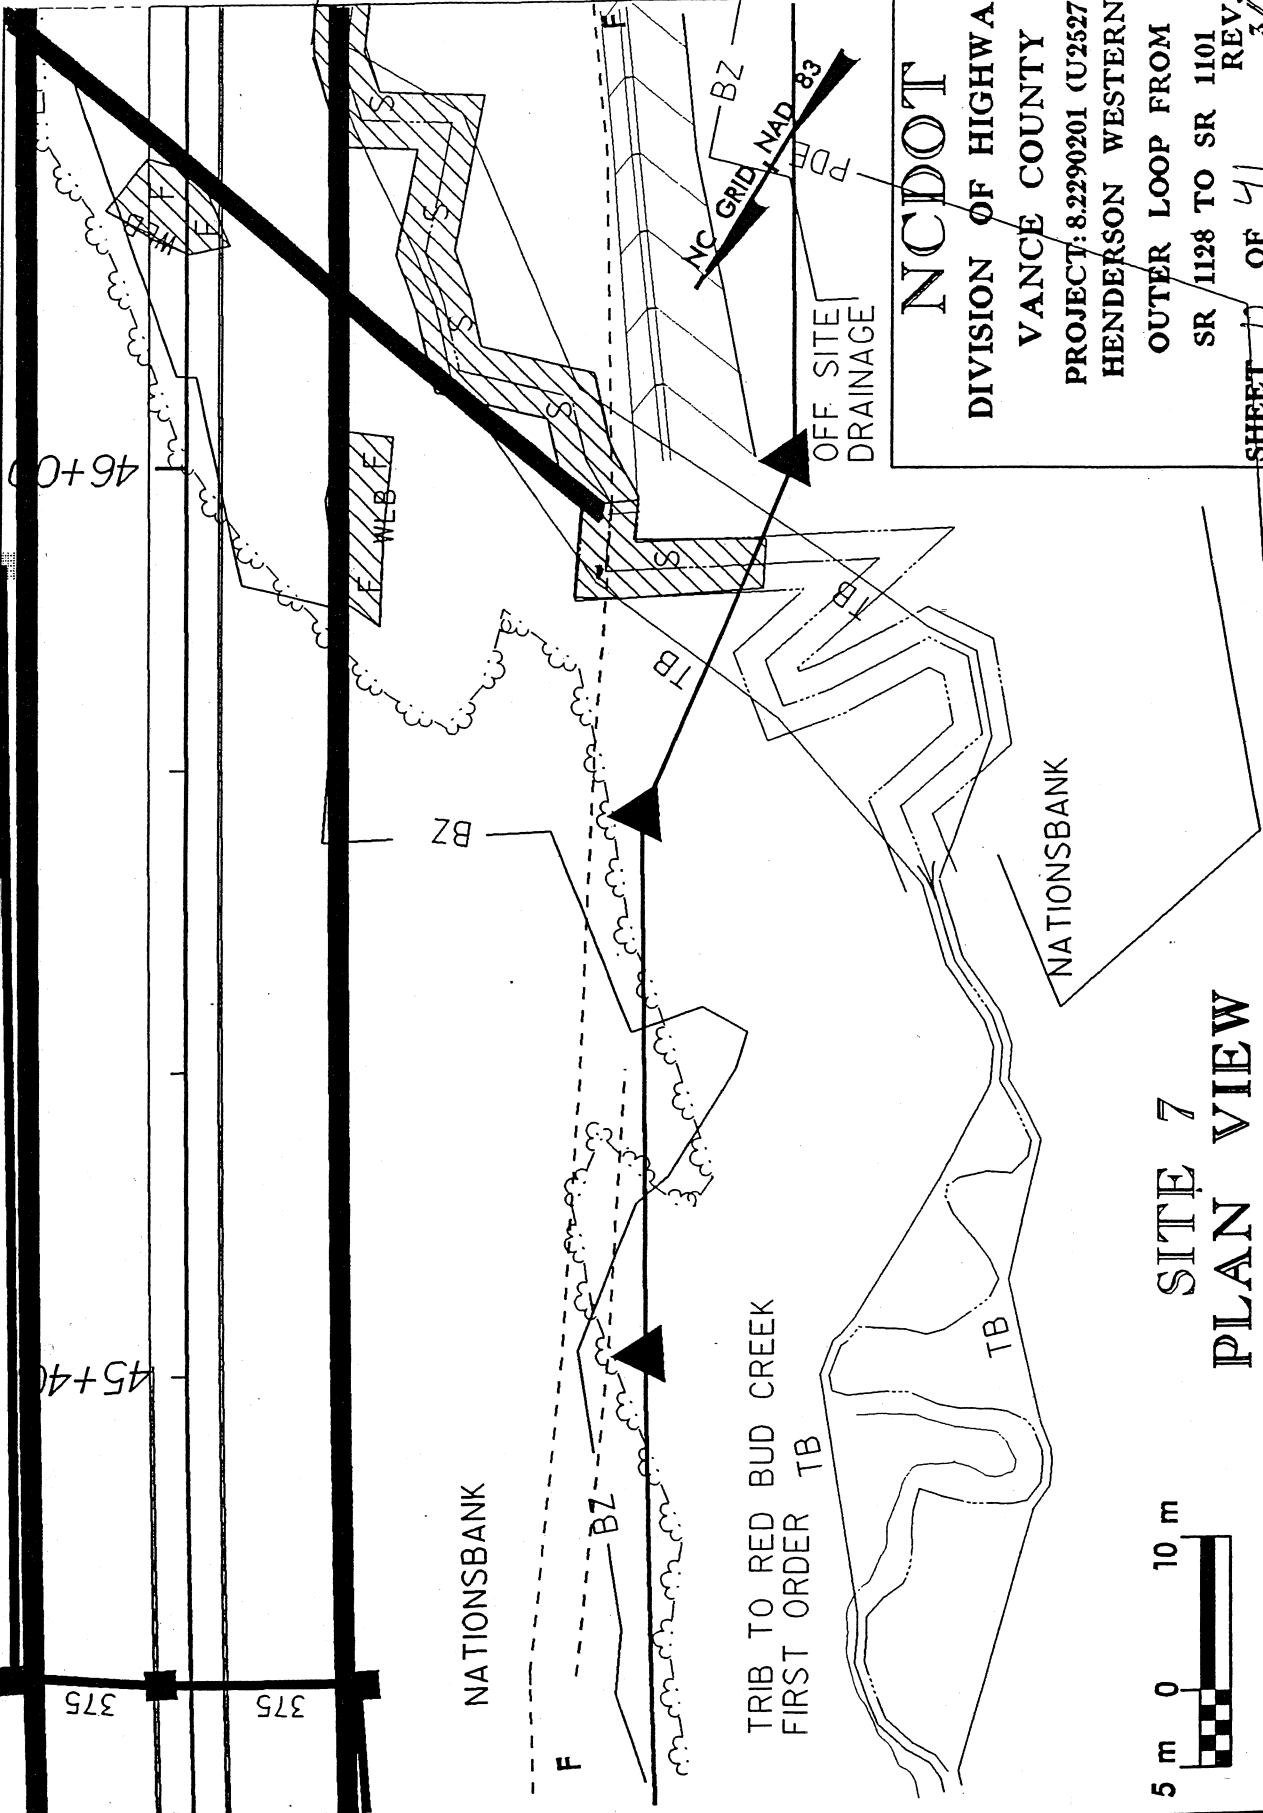 46+00
45+40
WLB
F
F
WLB
F
F
S
S
S
S
S
F
BZ
NC GRID, NAD 83
PDE
OFF SITE
DRAINAGE
TB
TB
BZ
NATIONSBANK
NATIONSBANK
BZ
F
TRIB TO RED BUD CREEK
FIRST ORDER
TB
TB
375
375
SITE 7
PLAN VIEW
5 m 0 10 m
NCDOT
DIVISION OF HIGHWA
VANCE COUNTY
PROJECT: 8.2290201 (U2527
HENDERSON WESTERN
OUTER LOOP FROM
SR 1128 TO SR 1101
REV.
SHEET OF 41